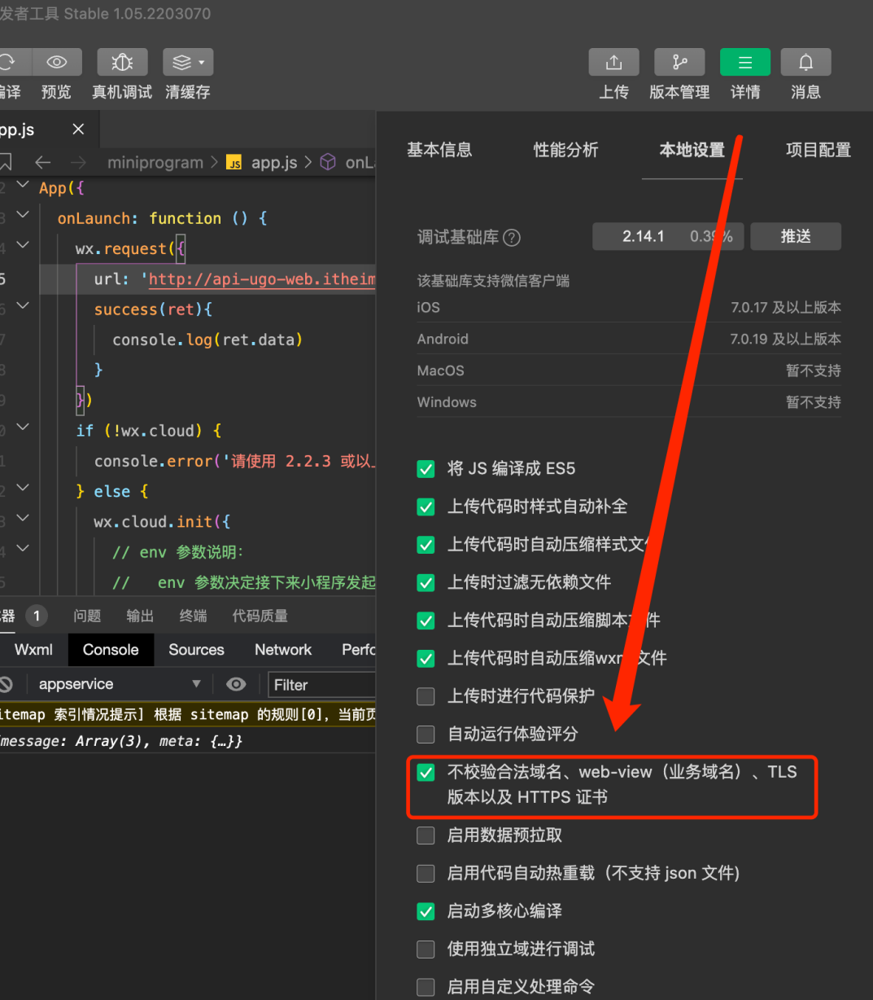 发者工具 Stable 1.05.2203070
编译 预览 真机调试 清缓存 上传 版本管理 详情 消息
pp.js
miniprogram app.js onL
基本信息 性能分析 本地设置 项目配置
App({
onLaunch: function () {
wx.request({
url: 'http://api-ugo-web.itheim
success(ret){
console.log(ret.data)
}
})
if (!wx.cloud) {
console.error('请使用 2.2.3 或以上
} else {
wx.cloud.init({
// env 参数说明：
// env 参数决定接下来小程序发起
器 1 问题 输出 终端 代码质量
Wxml Console Sources Network Perfo
appservice Filter
itemap 索引情况提示] 根据 sitemap 的规则[0]，当前页
message: Array(3), meta: {…}}
调试基础库 ? 2.14.1 0.39% 推送
该基础库支持微信客户端
iOS 7.0.17 及以上版本
Android 7.0.19 及以上版本
MacOS 暂不支持
Windows 暂不支持
将 JS 编译成 ES5
上传代码时样式自动补全
上传代码时自动压缩样式文件
上传时过滤无依赖文件
上传代码时自动压缩脚本文件
上传代码时自动压缩wxml文件
上传时进行代码保护
自动运行体验评分
不校验合法域名、web-view（业务域名）、TLS
版本以及 HTTPS 证书
启用数据预拉取
启用代码自动热重载（不支持 json 文件)
启动多核心编译
使用独立域进行调试
启用自定义处理命令